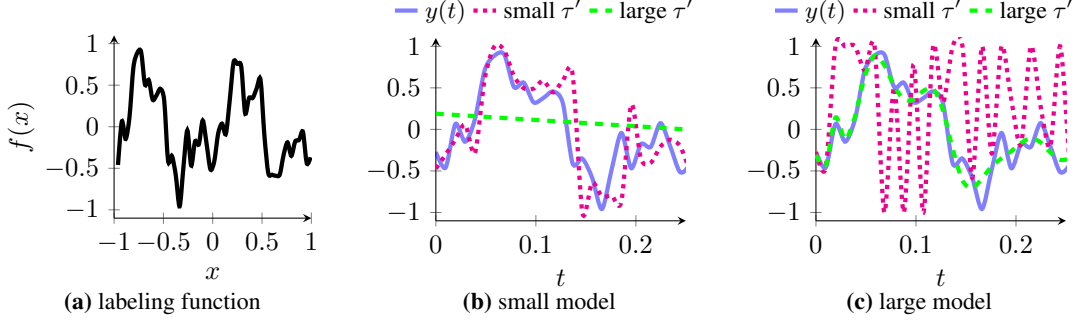 y(t) small τ′ large τ′
y(t) small τ′ large τ′
1
0.5
0
−0.5
−1
f(x)
−1 −0.5 0 0.5 1
x
1
0.5
0
−0.5
−1
0 0.1 0.2
t
1
0.5
0
−0.5
−1
0 0.1 0.2
t
(a) labeling function
(b) small model
(c) large model